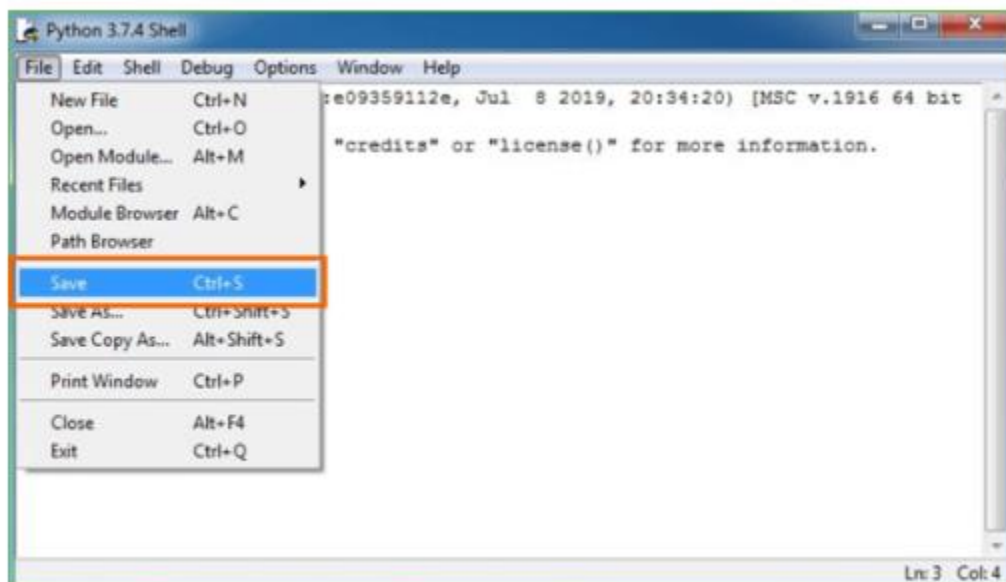 Python 3.7.4 Shell
File Edit Shell Debug Options Window Help
New File Ctrl+N
:e09359112e, Jul 8 2019, 20:34:20) [MSC v.1916 64 bit
Open... Ctrl+O
Open Module... Alt+M
"credits" or "license()" for more information.
Recent Files
Module Browser Alt+C
Path Browser
Save Ctrl+S
Save As... Ctrl+Shift+S
Save Copy As... Alt+Shift+S
Print Window Ctrl+P
Close Alt+F4
Exit Ctrl+Q
Ln: 3 Col: 4